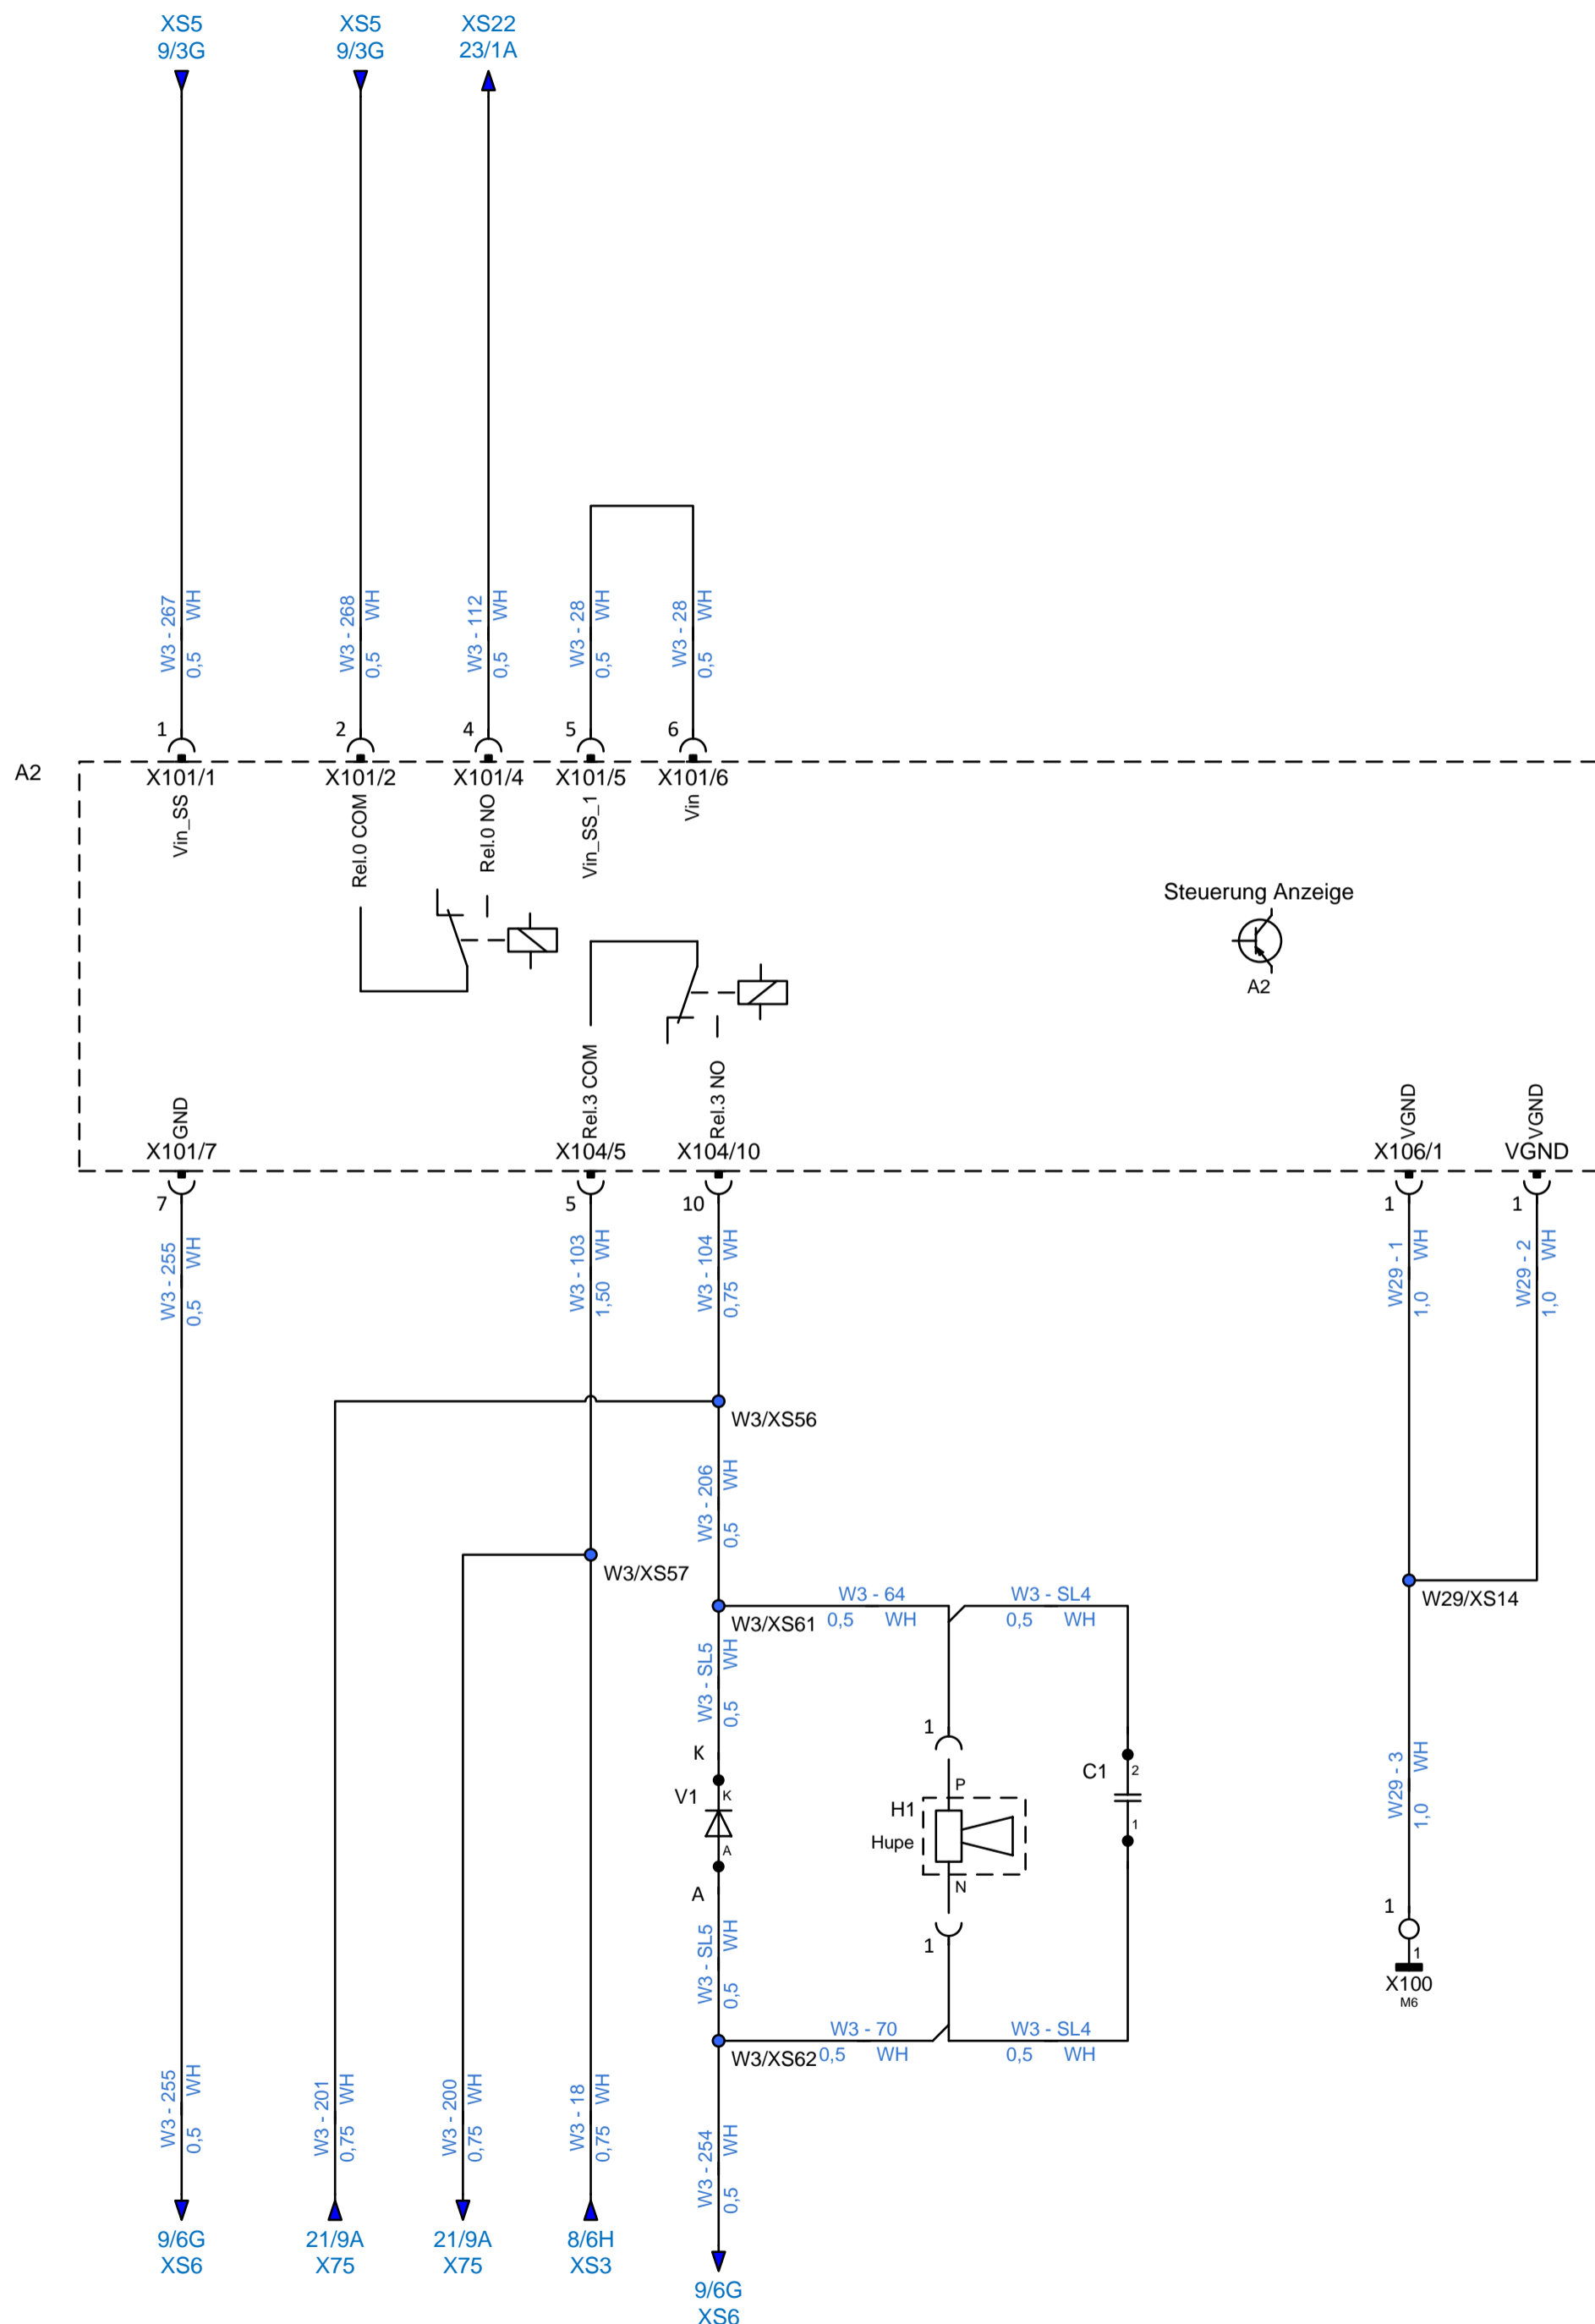 XS5
9/3G
XS5
9/3G
XS22
23/1A
W3 - 267
0,5 WH
W3 - 268
0,5 WH
W3 - 112
0,5 WH
W3 - 28
0,5 WH
W3 - 28
0,5 WH
1
2
4
5
6
A2
X101/1
X101/2
X101/4
X101/5
X101/6
Vin_SS
Rel.0 COM
Rel.0 NO
Vin_SS_1
Vin
Steuerung Anzeige
A2
GND
Rel.3 COM
Rel.3 NO
VGND
VGND
X101/7
X104/5
X104/10
X106/1
VGND
7
5
10
1
1
W3 - 255
0,5 WH
W3 - 103
1,50 WH
W3 - 104
0,75 WH
W29 - 1
1,0 WH
W29 - 2
1,0 WH
W3/XS56
W3 - 206
0,5 WH
W3/XS57
W29/XS14
W3 - 64
0,5 WH
W3 - SL4
0,5 WH
W3/XS61
W3 - SL5
0,5 WH
1
K
V1
K
A
A
P
H1
Hupe
N
1
C1
2
1
W29 - 3
1,0 WH
1
1
X100
M6
W3 - SL5
0,5 WH
W3 - 70
0,5 WH
W3 - SL4
0,5 WH
W3/XS62
W3 - 255
0,5 WH
W3 - 201
0,75 WH
W3 - 200
0,75 WH
W3 - 18
0,75 WH
W3 - 254
0,5 WH
9/6G
XS6
21/9A
X75
21/9A
X75
8/6H
XS3
9/6G
XS6